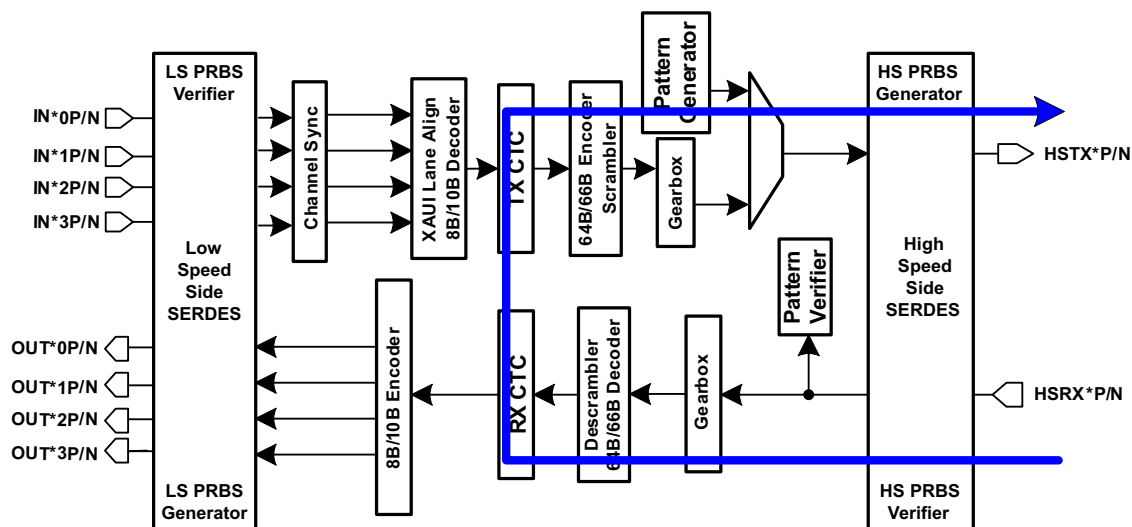 LS PRBS
Verifier
Low
Speed
Side
SERDES
LS PRBS
Generator
IN*0P/N
IN*1P/N
IN*2P/N
IN*3P/N
OUT*0P/N
OUT*1P/N
OUT*2P/N
OUT*3P/N
Channel Sync
XAUI Lane Align
8B/10B Decoder
TX CTC
64B/66B Encoder
Scrambler
Pattern
Generator
Gearbox
HS PRBS
Generator
High
Speed
Side
SERDES
HS PRBS
Verifier
HSTX*P/N
HSRX*P/N
8B/10B Encoder
RX CTC
Descrambler
64B/66B Decoder
Gearbox
Pattern
Verifier